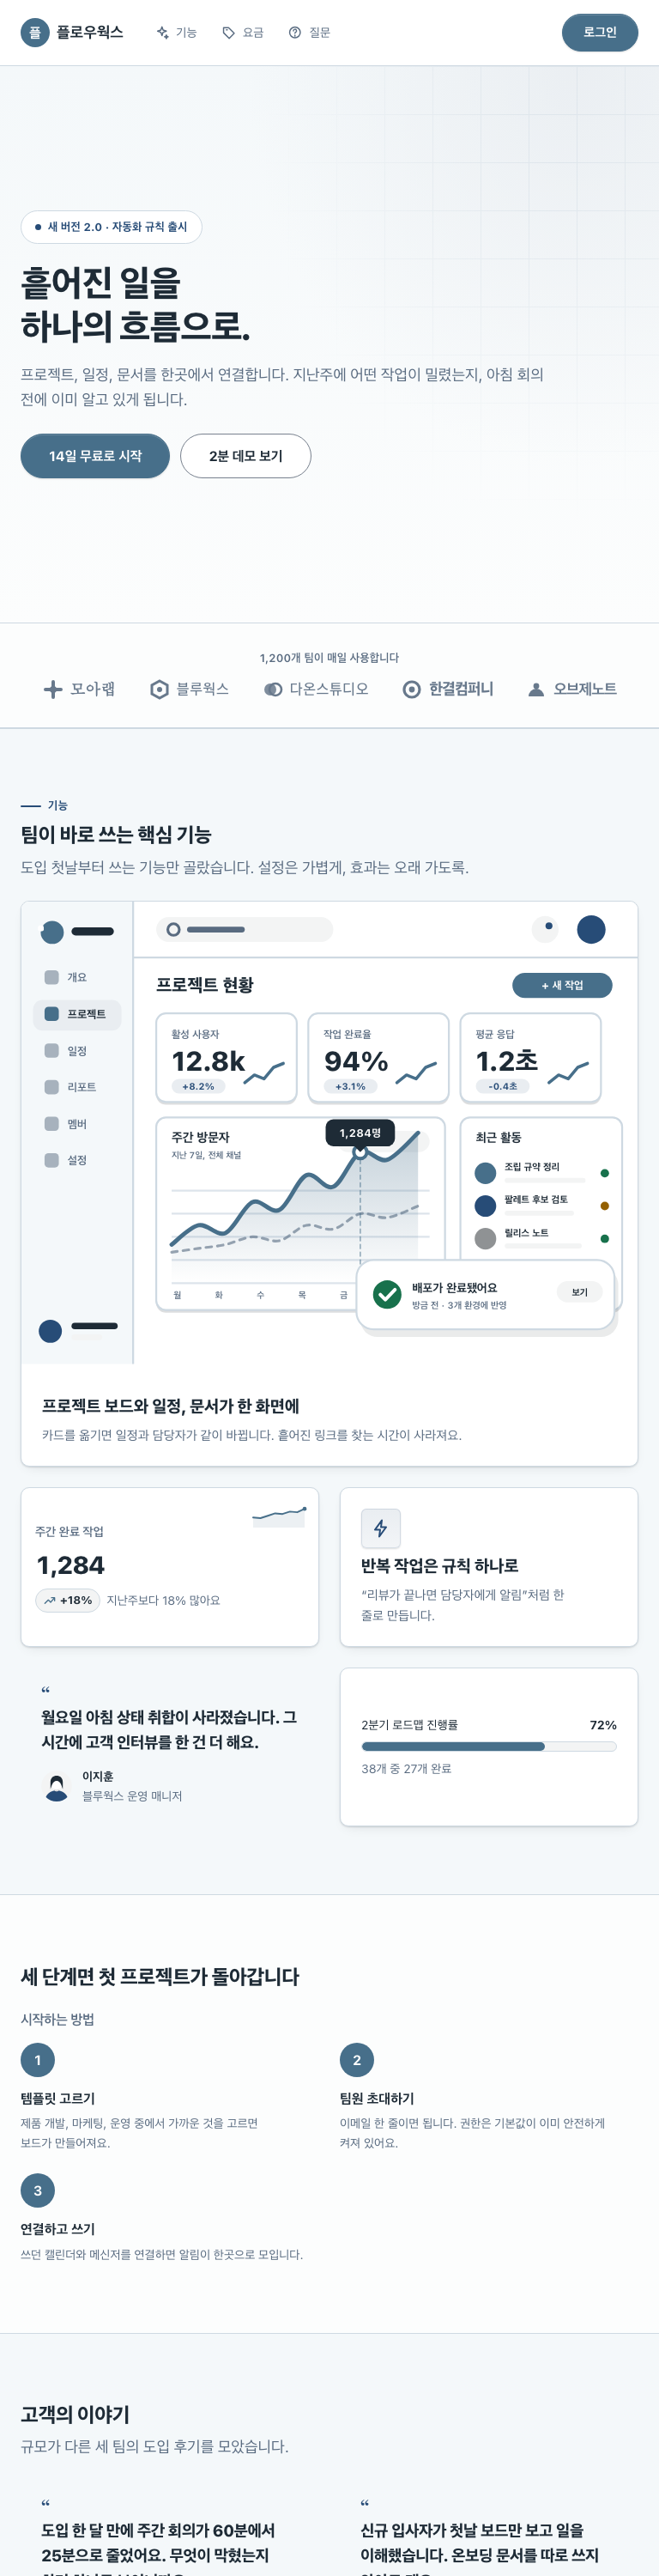 플 플로우웍스 기능 요금 질문 로그인
새 버전 2.0 · 자동화 규칙 출시
흩어진 일을
하나의 흐름으로.
프로젝트, 일정, 문서를 한곳에서 연결합니다. 지난주에 어떤 작업이 밀렸는지, 아침 회의
전에 이미 알고 있게 됩니다.
14일 무료로 시작 2분 데모 보기
1,200개 팀이 매일 사용합니다
모아랩 블루웍스 다온스튜디오 한결컴퍼니 오브제노트
기능
팀이 바로 쓰는 핵심 기능
도입 첫날부터 쓰는 기능만 골랐습니다. 설정은 가볍게, 효과는 오래 가도록.
개요
프로젝트
일정
리포트
멤버
설정
프로젝트 현황 + 새 작업
활성 사용자 작업 완료율 평균 응답
12.8k 94% 1.2초
+8.2% +3.1% -0.4초
주간 방문자 1,284명
지난 7일, 전체 채널
월 화 수 목 금
최근 활동
조립 규약 정리
팔레트 후보 검토
릴리스 노트
배포가 완료됐어요
방금 전 · 3개 환경에 반영
보기
프로젝트 보드와 일정, 문서가 한 화면에
카드를 옮기면 일정과 담당자가 같이 바뀝니다. 흩어진 링크를 찾는 시간이 사라져요.
주간 완료 작업
1,284
+18% 지난주보다 18% 많아요
반복 작업은 규칙 하나로
“리뷰가 끝나면 담당자에게 알림”처럼 한
줄로 만듭니다.
“
월요일 아침 상태 취합이 사라졌습니다. 그
시간에 고객 인터뷰를 한 건 더 해요.
이지훈
블루웍스 운영 매니저
2분기 로드맵 진행률 72%
38개 중 27개 완료
세 단계면 첫 프로젝트가 돌아갑니다
시작하는 방법
1
템플릿 고르기
제품 개발, 마케팅, 운영 중에서 가까운 것을 고르면
보드가 만들어져요.
2
팀원 초대하기
이메일 한 줄이면 됩니다. 권한은 기본값이 이미 안전하게
켜져 있어요.
3
연결하고 쓰기
쓰던 캘린더와 메신저를 연결하면 알림이 한곳으로 모입니다.
고객의 이야기
규모가 다른 세 팀의 도입 후기를 모았습니다.
“
도입 한 달 만에 주간 회의가 60분에서
25분으로 줄었어요. 무엇이 막혔는지
“
신규 입사자가 첫날 보드만 보고 일을
이해했습니다. 온보딩 문서를 따로 쓰지